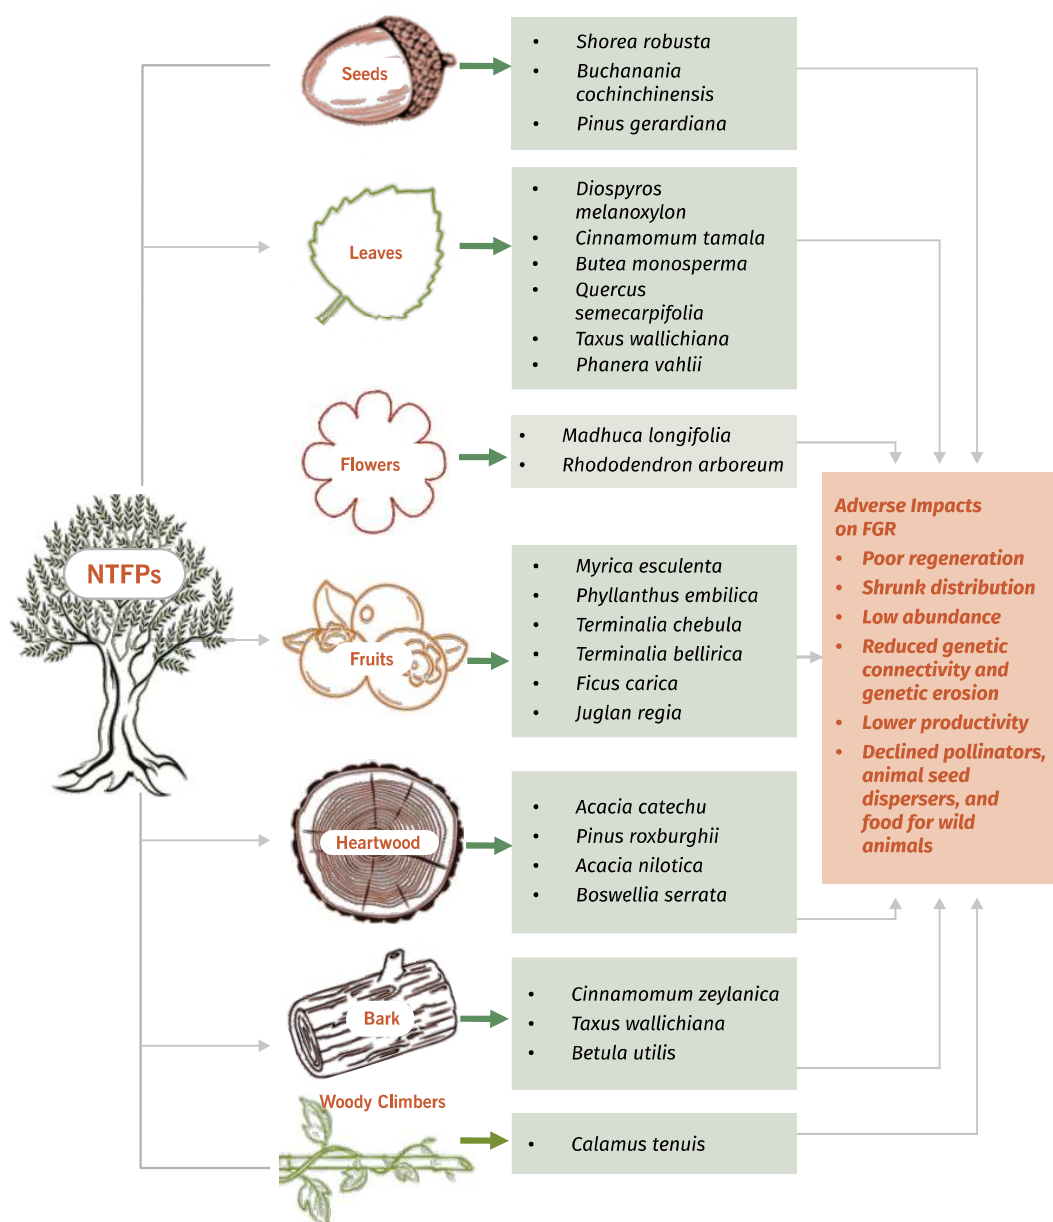 Seeds
• Shorea robusta
• Buchanania
cochinchinensis
• Pinus gerardiana
Leaves
• Diospyros
melanoxylon
• Cinnamomum tamala
• Butea monosperma
• Quercus
semecarpifolia
• Taxus wallichiana
• Phanera vahlii
Flowers
• Madhuca longifolia
• Rhododendron arboreum
NTFPs
Fruits
• Myrica esculenta
• Phyllanthus embilica
• Terminalia chebula
• Terminalia bellirica
• Ficus carica
• Juglan regia
Heartwood
• Acacia catechu
• Pinus roxburghii
• Acacia nilotica
• Boswellia serrata
Bark
• Cinnamomum zeylanica
• Taxus wallichiana
• Betula utilis
Woody Climbers
• Calamus tenuis
Adverse Impacts
on FGR
• Poor regeneration
• Shrunk distribution
• Low abundance
• Reduced genetic
connectivity and
genetic erosion
• Lower productivity
• Declined pollinators,
animal seed
dispersers, and
food for wild
animals